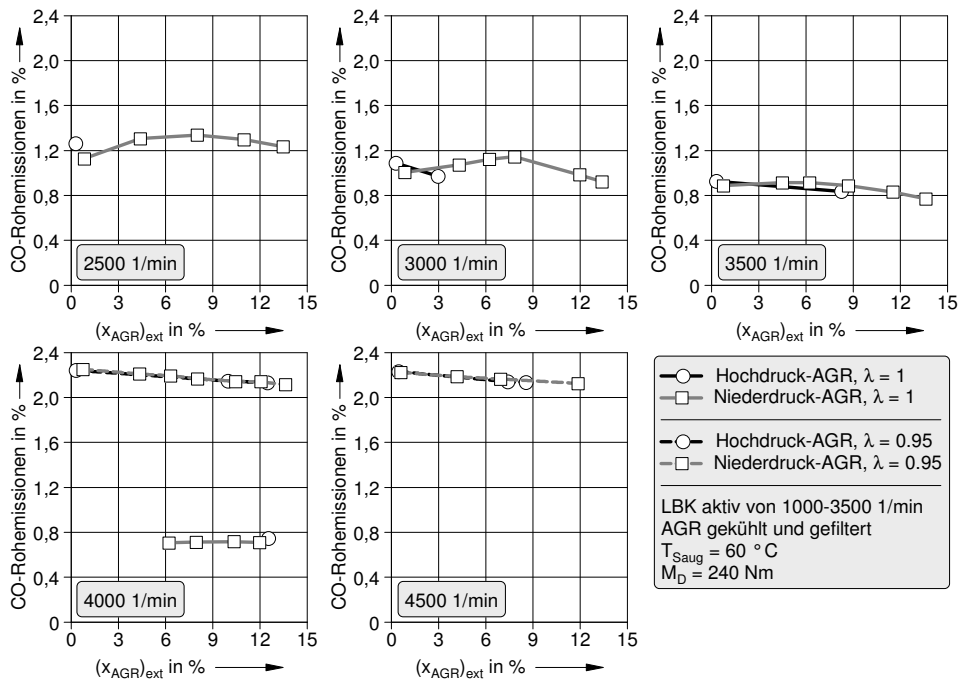 CO-Rohemissionen in %
2,4
2,0
1,6
1,2
0,8
0,4
0
2500 1/min
0 3 6 9 12 15
(xAGR)ext in %
CO-Rohemissionen in %
2,4
2,0
1,6
1,2
0,8
0,4
0
3000 1/min
0 3 6 9 12 15
(xAGR)ext in %
CO-Rohemissionen in %
2,4
2,0
1,6
1,2
0,8
0,4
0
3500 1/min
0 3 6 9 12 15
(xAGR)ext in %
CO-Rohemissionen in %
2,4
2,0
1,6
1,2
0,8
0,4
0
4000 1/min
0 3 6 9 12 15
(xAGR)ext in %
CO-Rohemissionen in %
2,4
2,0
1,6
1,2
0,8
0,4
0
4500 1/min
0 3 6 9 12 15
(xAGR)ext in %
Hochdruck-AGR, λ = 1
Niederdruck-AGR, λ = 1
Hochdruck-AGR, λ = 0.95
Niederdruck-AGR, λ = 0.95
LBK aktiv von 1000-3500 1/min
AGR gekühlt und gefiltert
TSaug = 60 °C
MD = 240 Nm